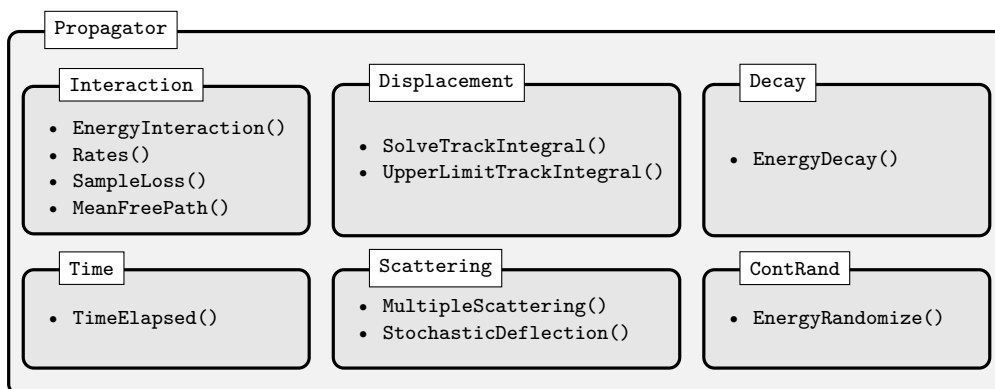 Propagator
Interaction
• EnergyInteraction()
• Rates()
• SampleLoss()
• MeanFreePath()
Displacement
• SolveTrackIntegral()
• UpperLimitTrackIntegral()
Decay
• EnergyDecay()
Time
• TimeElapsed()
Scattering
• MultipleScattering()
• StochasticDeflection()
ContRand
• EnergyRandomize()